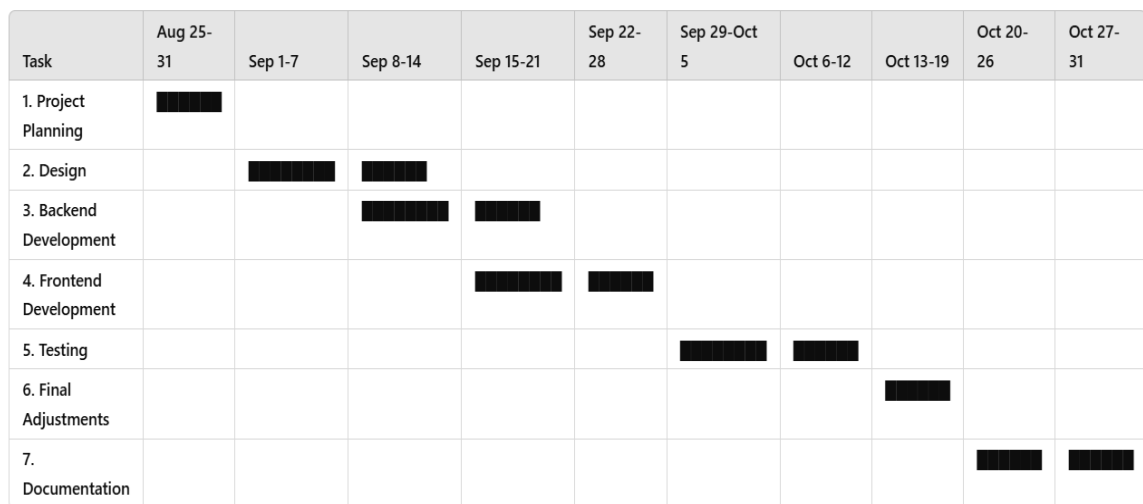 Task Aug 25- Sep 1-7 Sep 8-14 Sep 15-21 Sep 22- Sep 29-Oct Oct 6-12 Oct 13-19 Oct 20- Oct 27-
31 28 5 26 31
1. Project
Planning
2. Design
3. Backend
Development
4. Frontend
Development
5. Testing
6. Final
Adjustments
7.
Documentation